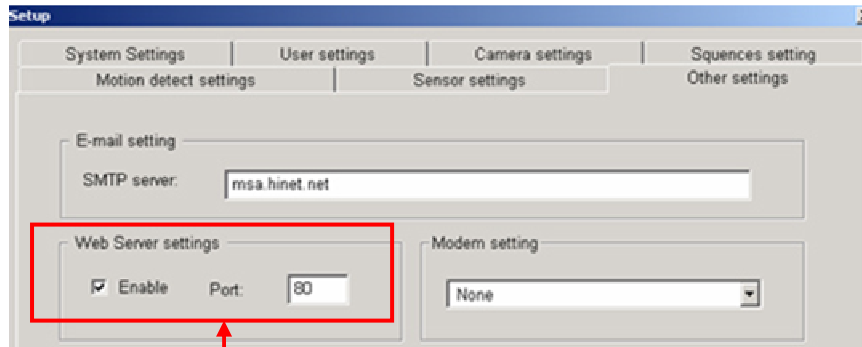 Setup
System Settings
User settings
Camera settings
Squences setting
Motion detect settings
Sensor settings
Other settings
E-mail setting
SMTP server:
msa.hinet.net
Web Server settings
Enable
Port:
80
Modem setting
None